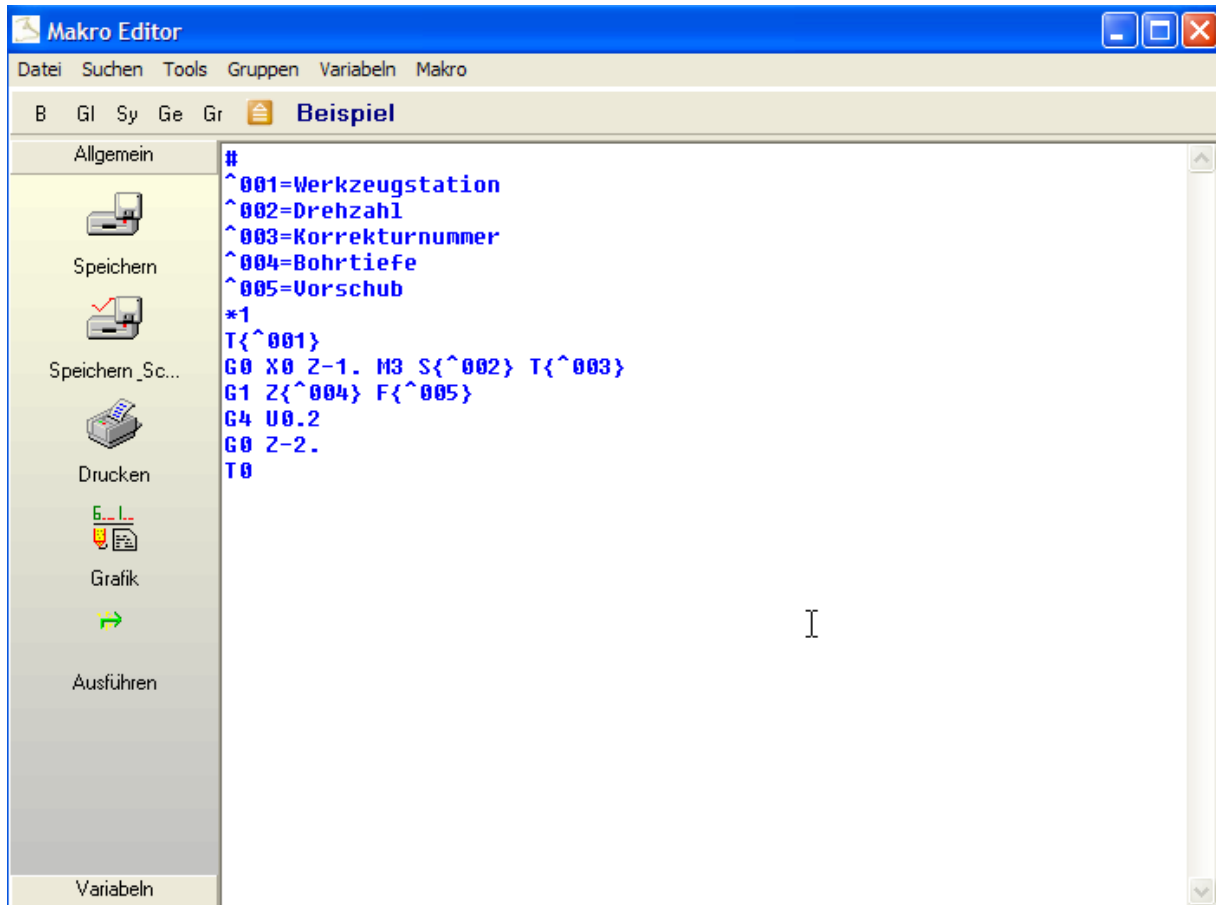 Makro Editor
Datei Suchen Tools Gruppen Variabeln Makro
B Gl Sy Ge Gr Beispiel
Allgemein
Speichern
Speichern_Sc...
Drucken
Grafik
Ausführen
Variabeln
#
^001=Werkzeugstation
^002=Drehzahl
^003=Korrekturnummer
^004=Bohrtiefe
^005=Vorschub
*1
T{^001}
G0 X0 Z-1. M3 S{^002} T{^003}
G1 Z{^004} F{^005}
G4 U0.2
G0 Z-2.
T0